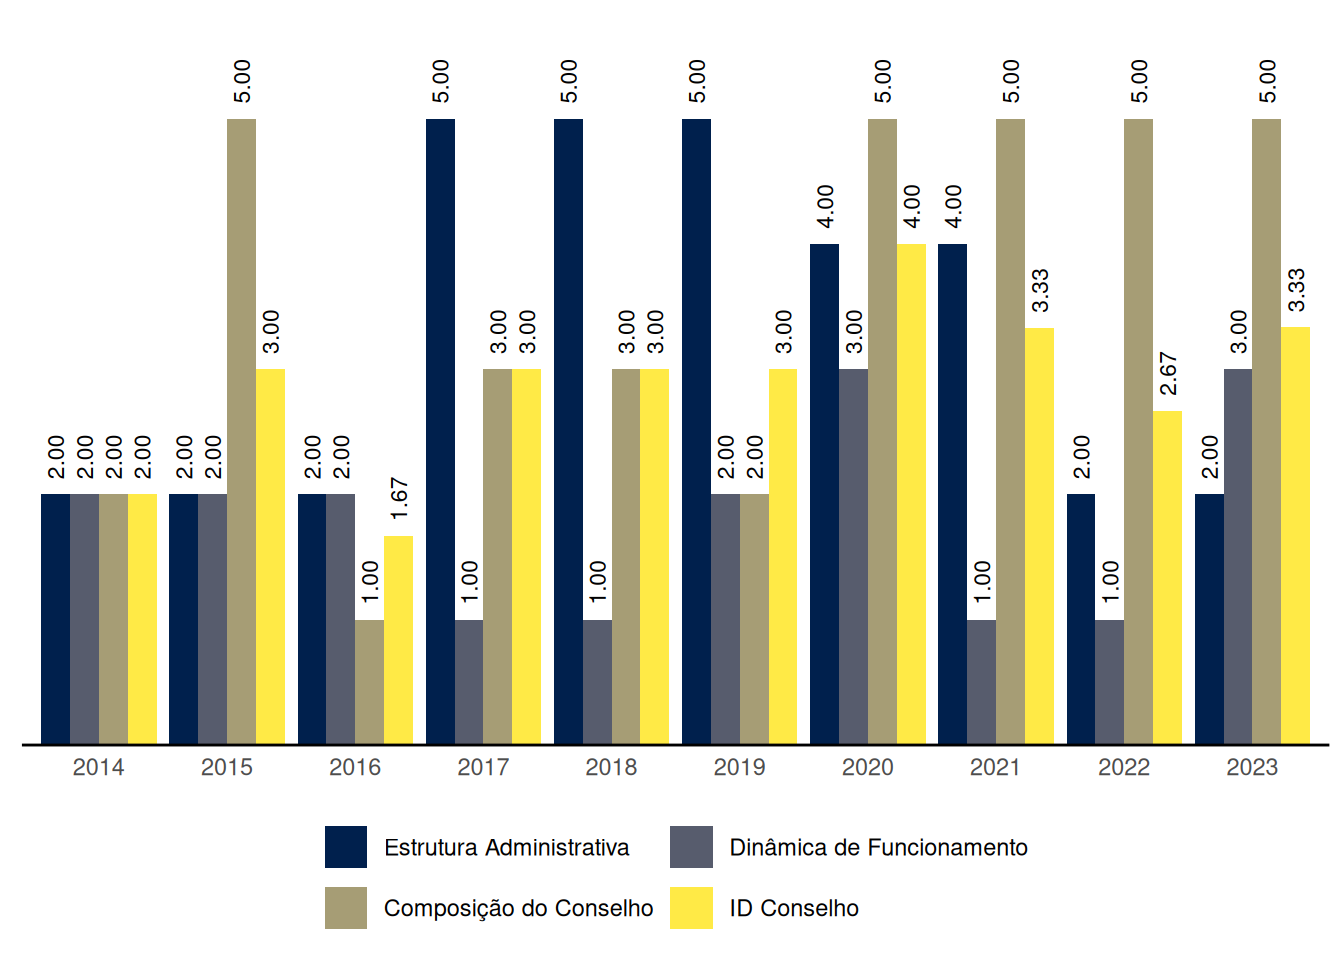 2.00 2.00 2.00 2.00
2.00 2.00 5.00 3.00
2.00 2.00 1.00 1.67
5.00 1.00 3.00 3.00
5.00 1.00 3.00 3.00
5.00 2.00 2.00 3.00
4.00 3.00 5.00 4.00
4.00 1.00 5.00 3.33
2.00 1.00 5.00 2.67
2.00 3.00 5.00 3.33
2014 2015 2016 2017 2018 2019 2020 2021 2022 2023
Estrutura Administrativa Dinâmica de Funcionamento
Composição do Conselho ID Conselho